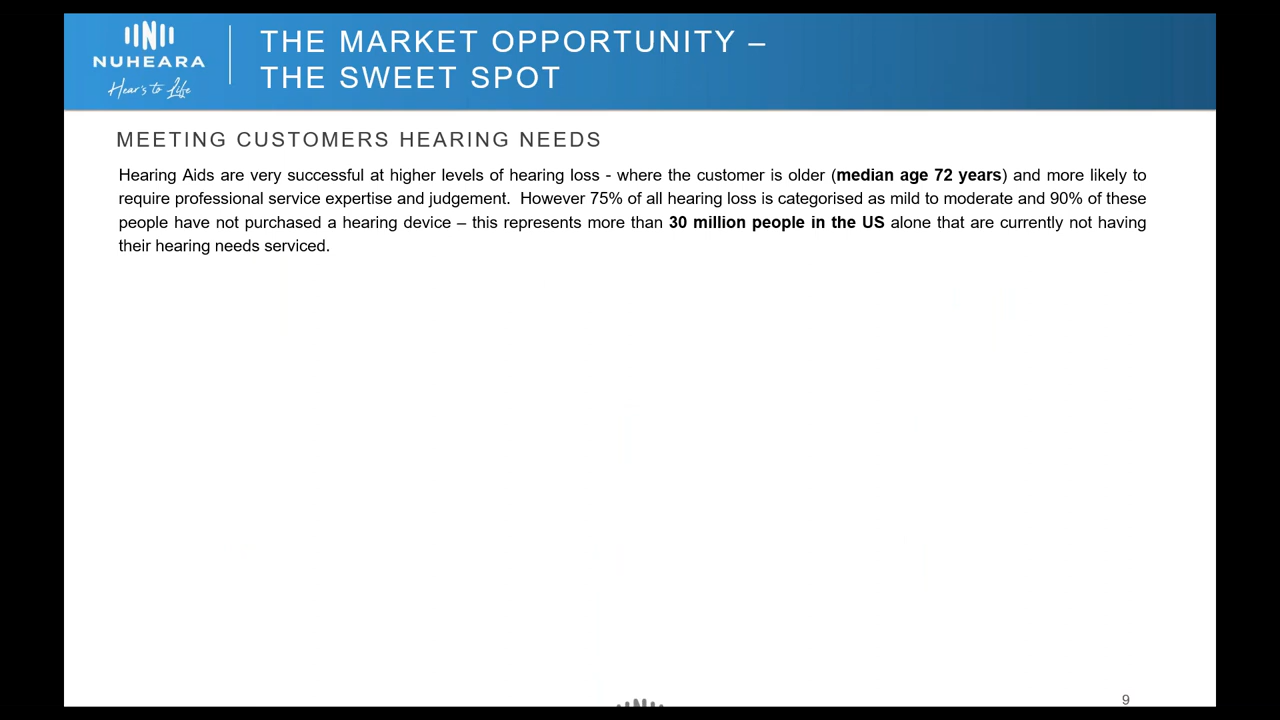 NUHEARA
Hear's to Life
THE MARKET OPPORTUNITY –
THE SWEET SPOT
MEETING CUSTOMERS HEARING NEEDS
Hearing Aids are very successful at higher levels of hearing loss - where the customer is older (median age 72 years) and more likely to
require professional service expertise and judgement.  However 75% of all hearing loss is categorised as mild to moderate and 90% of these
people have not purchased a hearing device – this represents more than 30 million people in the US alone that are currently not having
their hearing needs serviced.
9